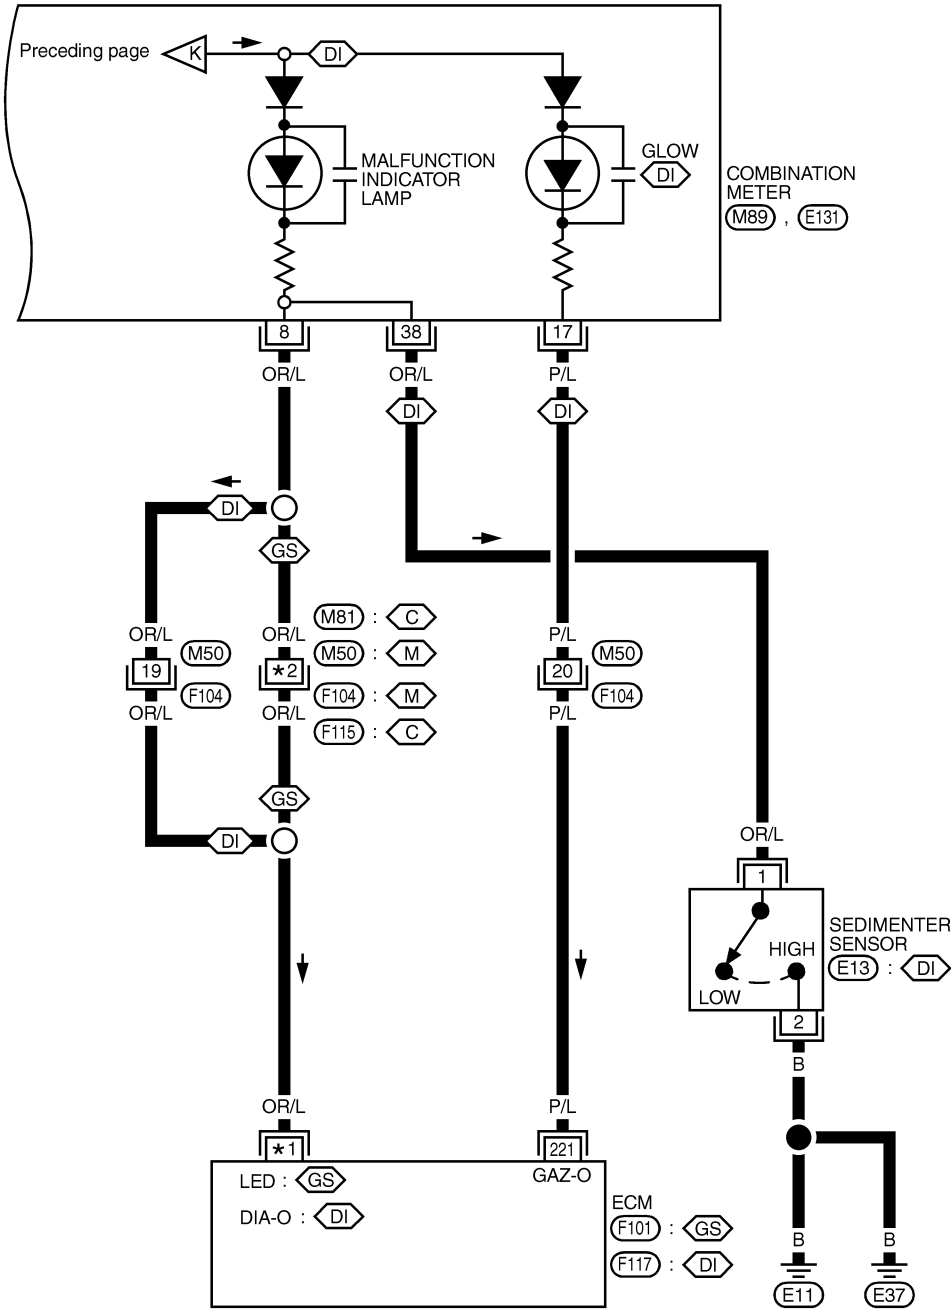 Preceding page K DI
MALFUNCTION
INDICATOR
LAMP
GLOW
DI
COMBINATION
METER
M89 , E131
8 38 17
OR/L OR/L P/L
DI DI
DI
GS
M81 : C
OR/L OR/L P/L
M50 M50 : M M50
19 *2 20
F104 F104 : M F104
OR/L OR/L P/L
F115 : C
GS
DI
OR/L
1
SEDIMENTER
SENSOR
HIGH
E13 : DI
LOW
2
B
OR/L P/L
*1 221
LED : GS GAZ-O
DIA-O : DI
ECM
F101 : GS
F117 : DI
B B
E11 E37